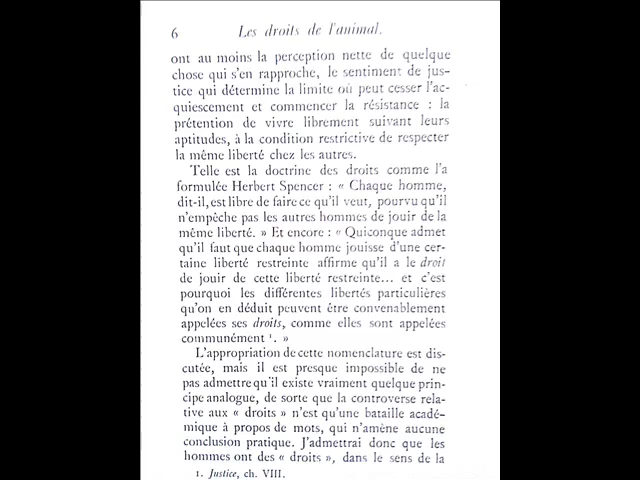 6 Les droits de l'animal.
ont au moins la perception nette de quelque
chose qui s'en rapproche, le sentiment de jus-
tice qui détermine la limite où peut cesser l'ac-
quiescement et commencer la résistance : la
prétention de vivre librement suivant leurs
aptitudes, à la condition restrictive de respecter
la même liberté chez les autres.
Telle est la doctrine des droits comme l'a
formulée Herbert Spencer : « Chaque homme,
dit-il, est libre de faire ce qu'il veut, pourvu qu'il
n'empêche pas les autres hommes de jouir de la
même liberté. » Et encore : « Quiconque admet
qu'il faut que chaque homme jouisse d'une cer-
taine liberté restreinte affirme qu'il a le droit
de jouir de cette liberté restreinte... et c'est
pourquoi les différentes libertés particulières
qu'on en déduit peuvent être convenablement
appelées ses droits, comme elles sont appelées
communément ¹. »
L'appropriation de cette nomenclature est dis-
cutée, mais il est presque impossible de ne
pas admettre qu'il existe vraiment quelque prin-
cipe analogue, de sorte que la controverse rela-
tive aux « droits » n'est qu'une bataille acadé-
mique à propos de mots, qui n'amène aucune
conclusion pratique. J'admettrai donc que les
hommes ont des « droits », dans le sens de la
1. Justice, ch. VIII.